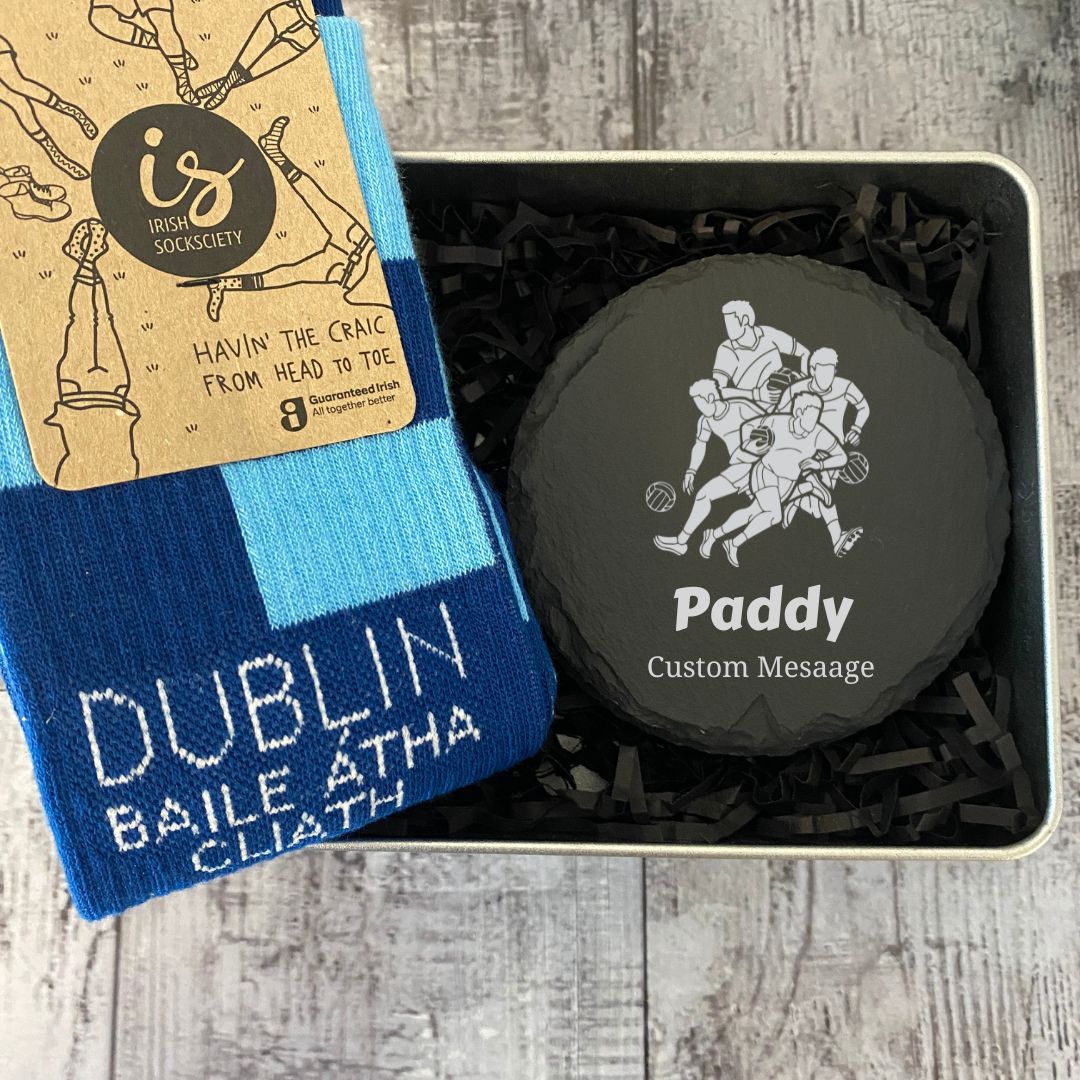 is
IRISH
SOCKSCIETY
HAVIN' THE CRAIC
FROM HEAD TO TOE
Guaranteed Irish
All together better
DUBLIN
BAILE ÁTHA
CLIATH
Paddy
Custom Mesaage